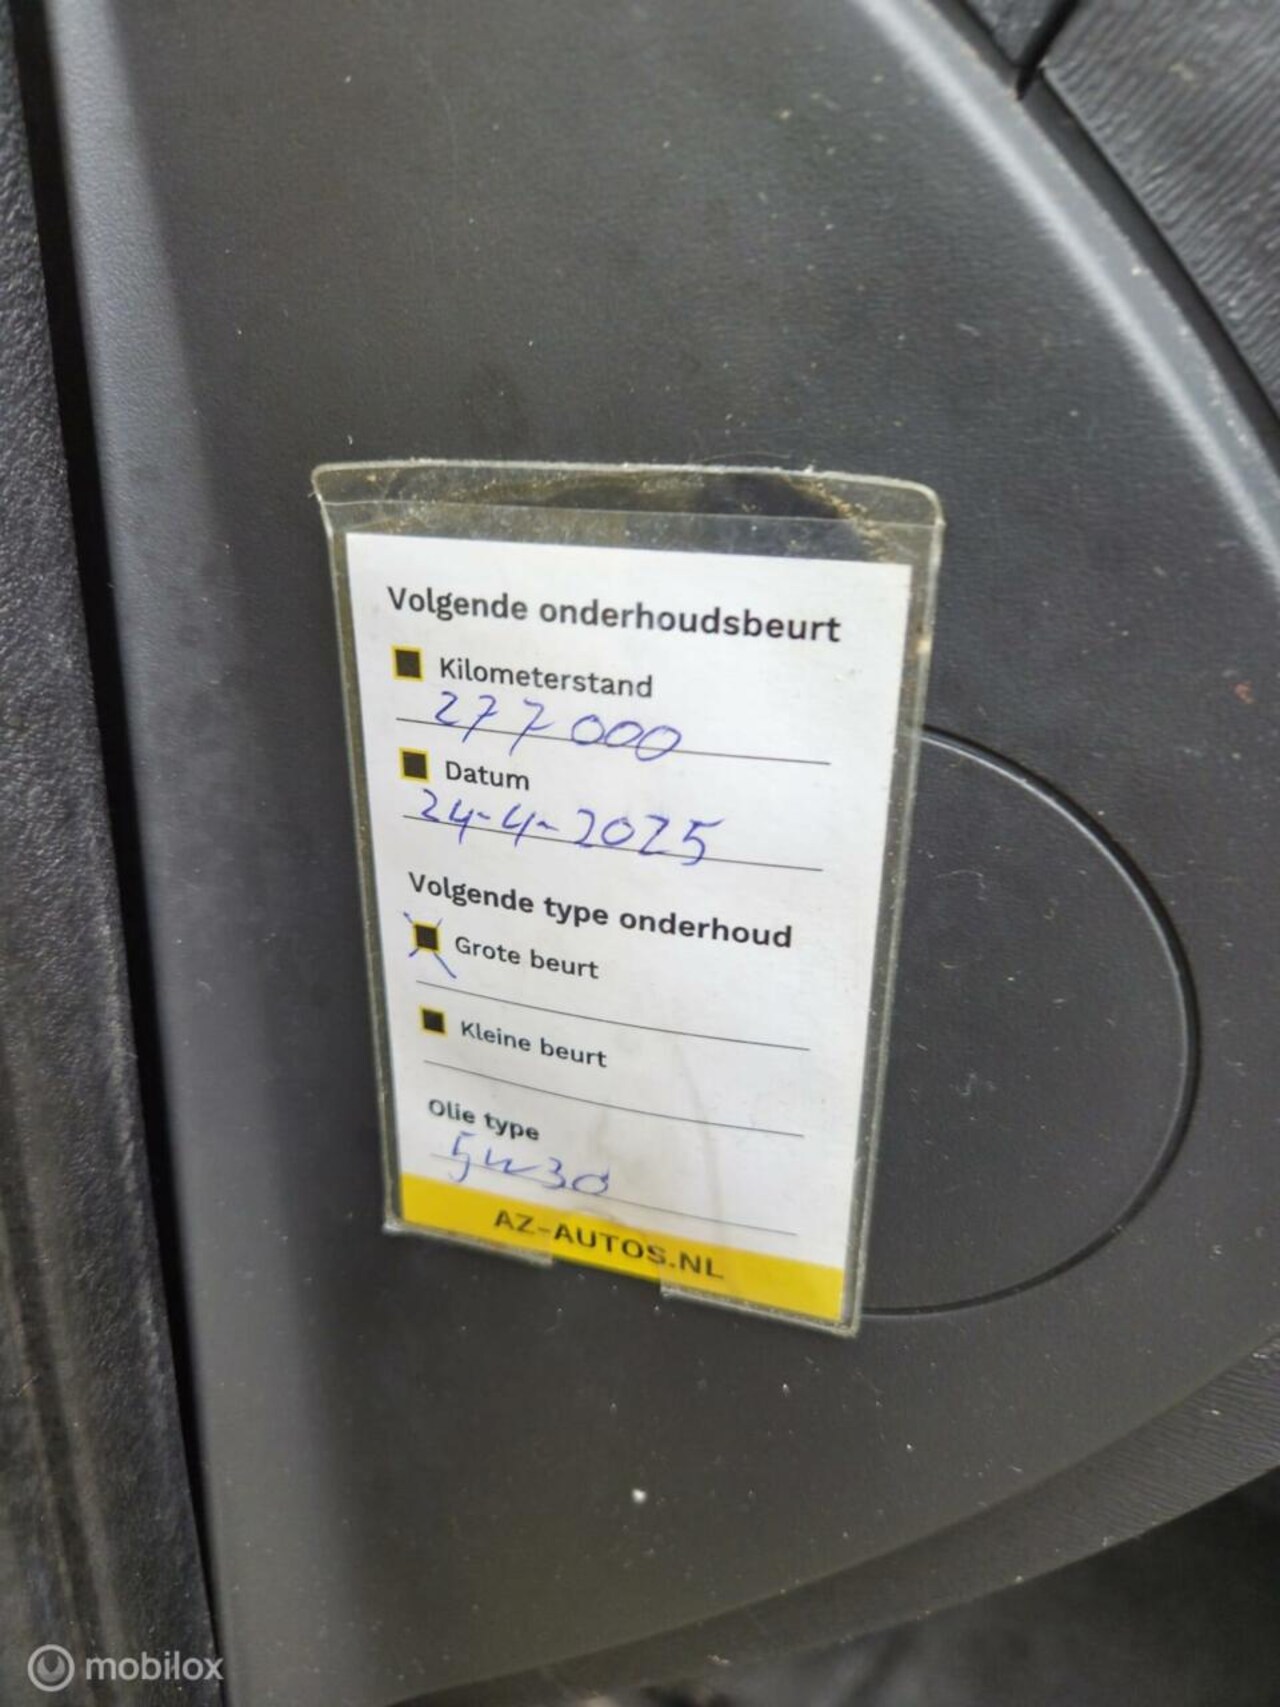 Volgende onderhoudsbeurt
Kilometerstand
277000
Datum
24-4-2025
Volgende type onderhoud
Grote beurt
Kleine beurt
Olie type
5w30
AZ-AUTOS.NL
mobilox